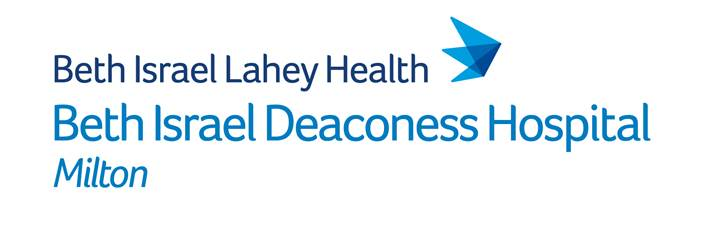 Beth Israel Lahey Health
Beth Israel Deaconess Hospital
Milton